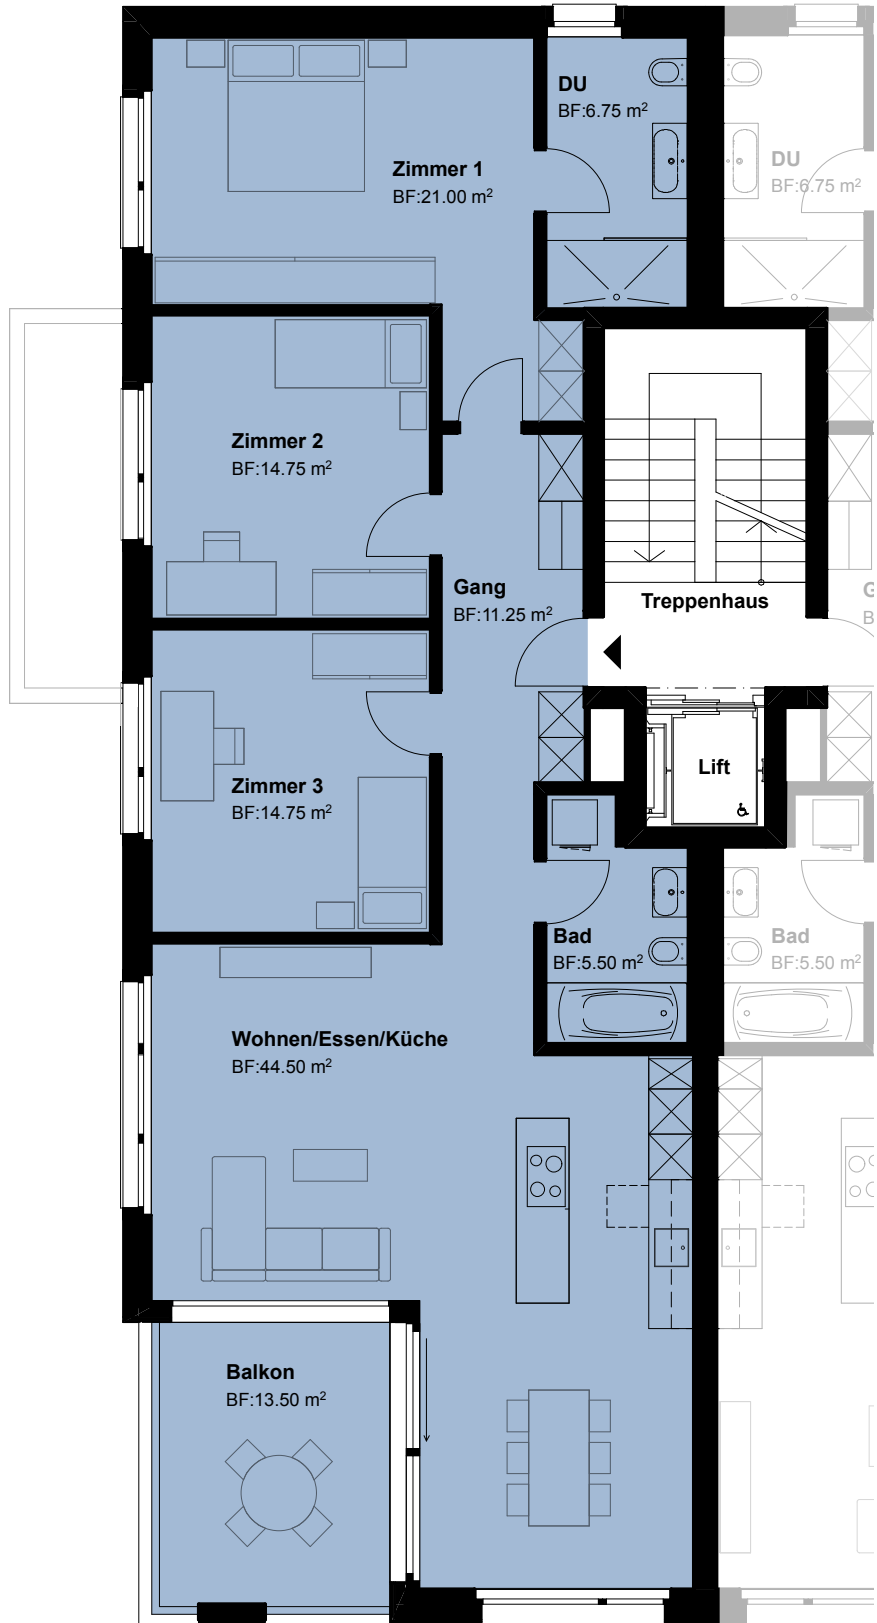 DU
BF:6.75 m²
Zimmer 1
BF:21.00 m²
DU
BF:6.75 m²
Zimmer 2
BF:14.75 m²
Gang
BF:11.25 m²
Treppenhaus
G
B
Zimmer 3
BF:14.75 m²
Lift
Bad
BF:5.50 m²
Bad
BF:5.50 m²
Wohnen/Essen/Küche
BF:44.50 m²
Balkon
BF:13.50 m²